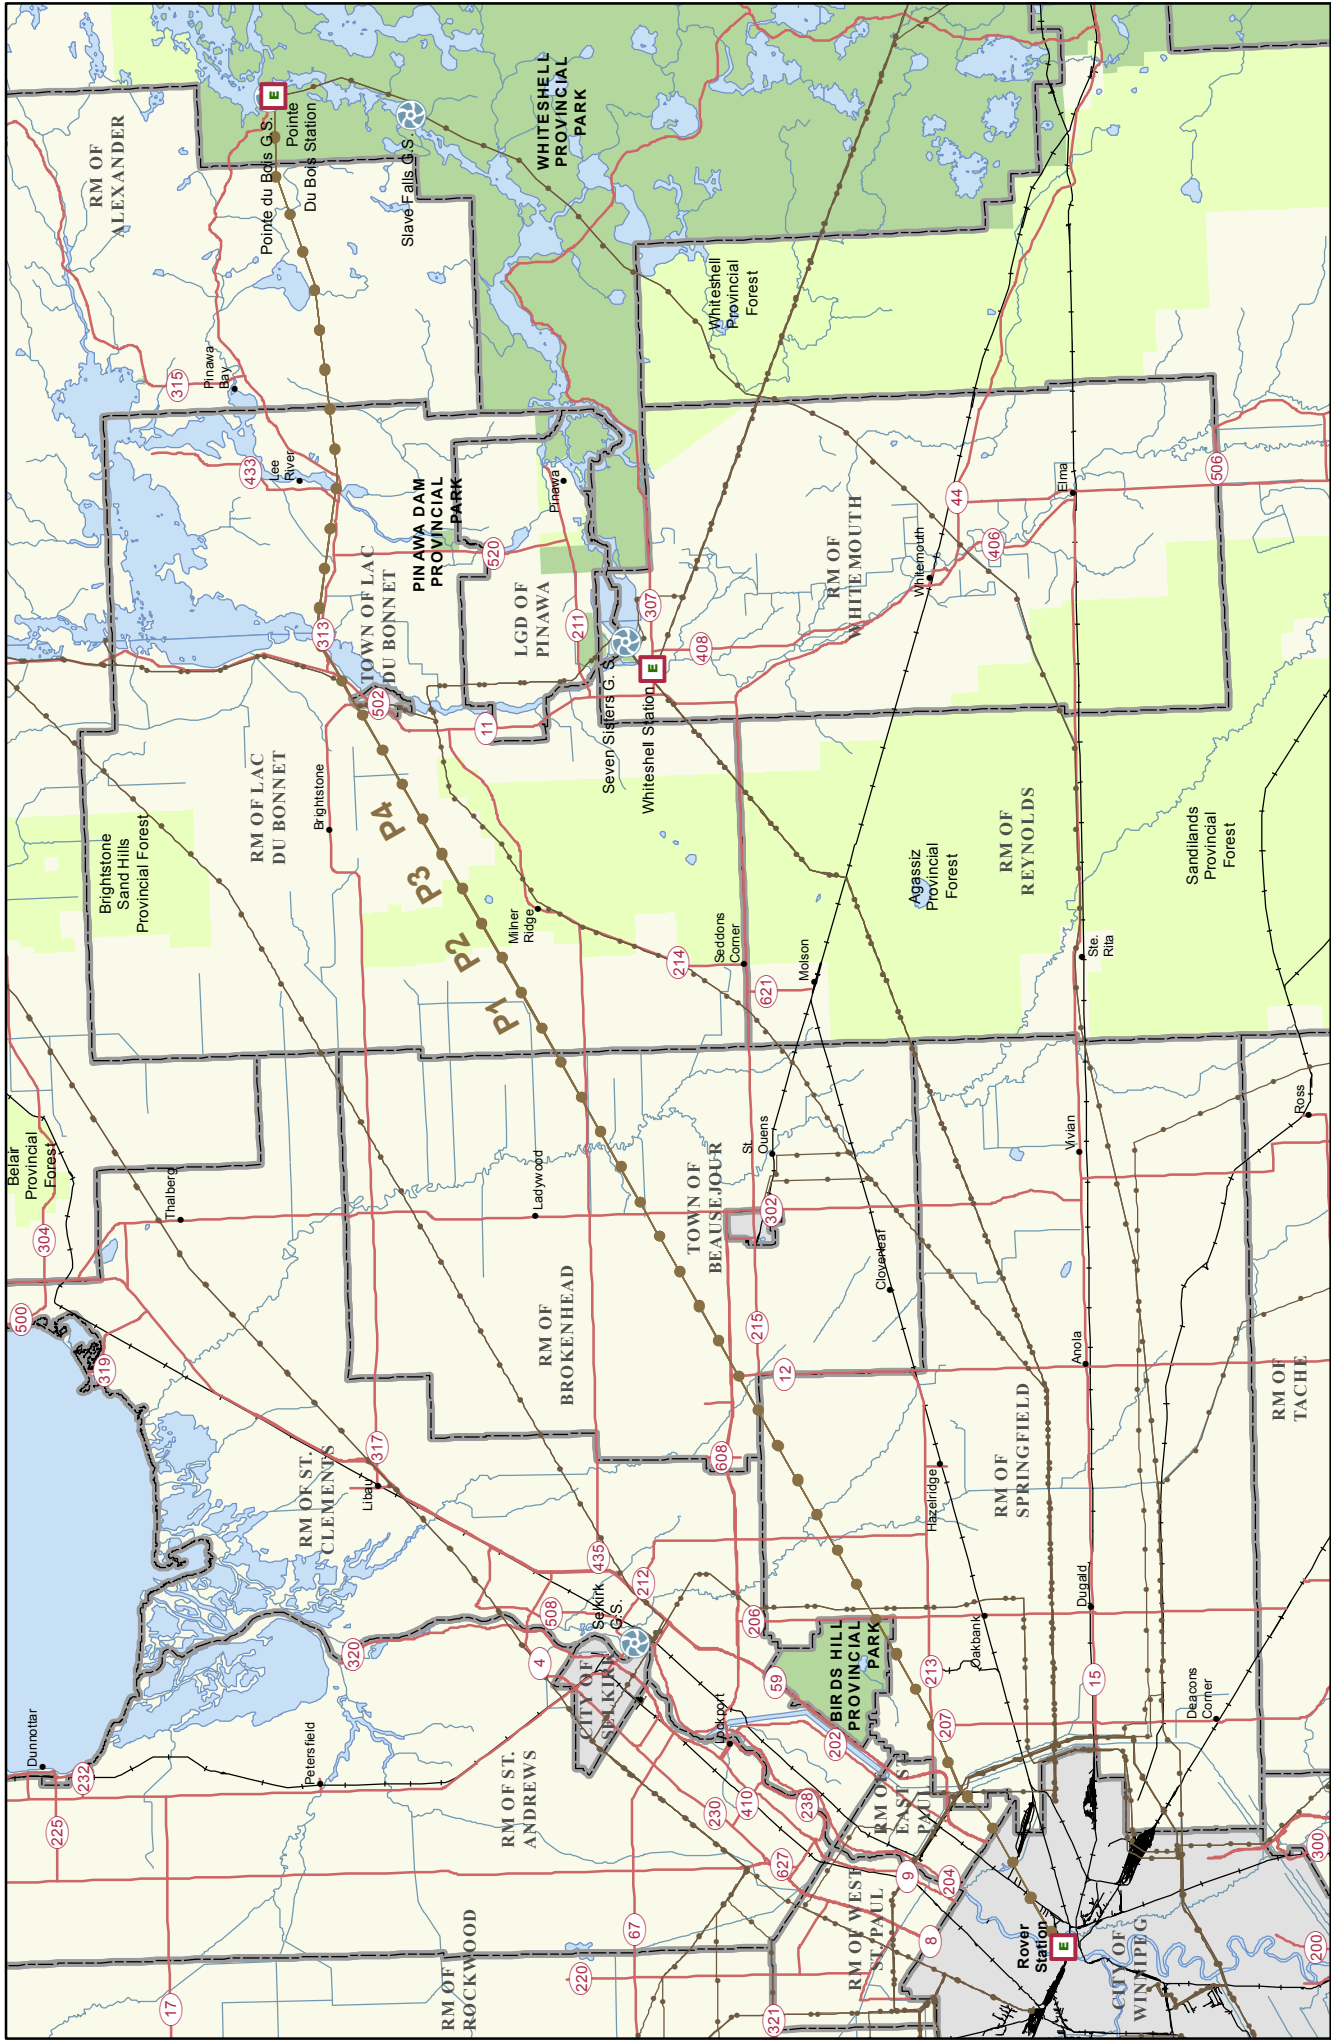 Dunnottar
232
225
17
500
319
304
Belair
Provincial
Forest
Thalberg
Brightstone
Sand Hills
Provincial Forest
RM OF
ALEXANDER
315
Pinawa
Bay
433
Lee
River
Pointe du Bois G.S.
Pointe
Du Bois Station
Slave Falls G.S.
WHITESHELL
PROVINCIAL
PARK
RM OF LAC
DU BONNET
Brightstone
313
TOWN OF LAC
DU BONNET
502
PINAWA DAM
PROVINCIAL
PARK
520
LGD OF
PINAWA
Pinawa
211
11
Petersfield
320
RM OF ST.
CLEMENTS
317
Libau
P1
P2
P3
P4
Milner
Ridge
Ladywood
RM OF
BROKENHEAD
RM OF
ROCKWOOD
RM OF ST.
ANDREWS
4
508
Selkirk
G.S.
CITY OF
SELKIRK
435
212
220
67
Seven Sisters G. S.
Whiteshell Station
307
408
Whiteshell
Provincial
Forest
214
Seddons
Corner
621
Molson
TOWN OF
BEAUSEJOUR
St.
Ouens
302
215
12
608
206
59
Lockport
230
410
238
627
321
202
BIRDS HILL
PROVINCIAL
PARK
RM OF
EAST ST.
PAUL
RM OF WEST
ST. PAUL
9
8
204
207
213
Cloverleaf
Hazelridge
Oakbank
RM OF
SPRINGFIELD
RM OF
WHITEMOUTH
Whitemouth
44
406
Elma
506
Agassiz
Provincial
Forest
RM OF
REYNOLDS
Ste.
Rita
Vivian
Anola
Dugald
15
Rover
Station
CITY OF
WINNIPEG
Deacons
Corner
Sandilands
Provincial
Forest
Ross
RM OF
TACHE
300
200
E
E
E